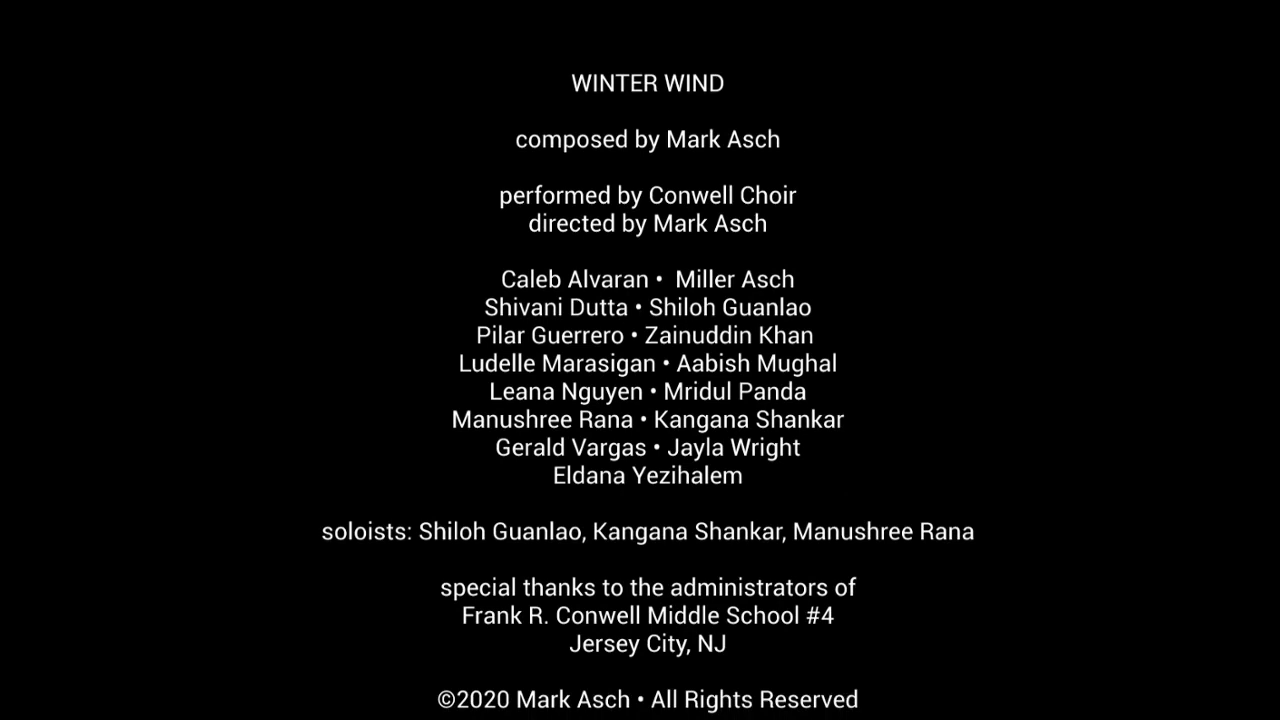 WINTER WIND
composed by Mark Asch
performed by Conwell Choir
directed by Mark Asch
Caleb Alvaran •  Miller Asch
Shivani Dutta • Shiloh Guanlao
Pilar Guerrero • Zainuddin Khan
Ludelle Marasigan • Aabish Mughal
Leana Nguyen • Mridul Panda
Manushree Rana • Kangana Shankar
Gerald Vargas • Jayla Wright
Eldana Yezihalem
soloists: Shiloh Guanlao, Kangana Shankar, Manushree Rana
special thanks to the administrators of
Frank R. Conwell Middle School #4
Jersey City, NJ
©2020 Mark Asch • All Rights Reserved